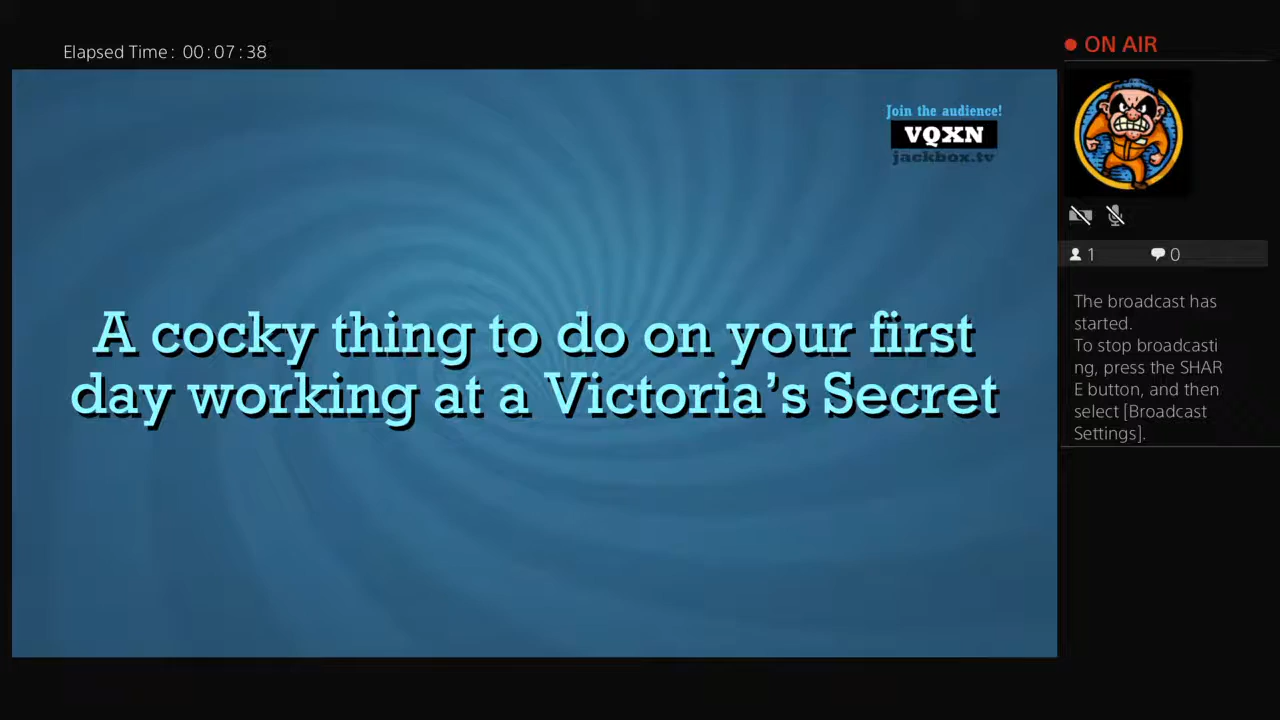 Elapsed Time: 00:07:38
ON AIR
Join the audience!
VQXN
jackbox.tv
1 0
A cocky thing to do on your first
day working at a Victoria's Secret
The broadcast has
started.
To stop broadcasti
ng, press the SHAR
E button, and then
select [Broadcast
Settings].